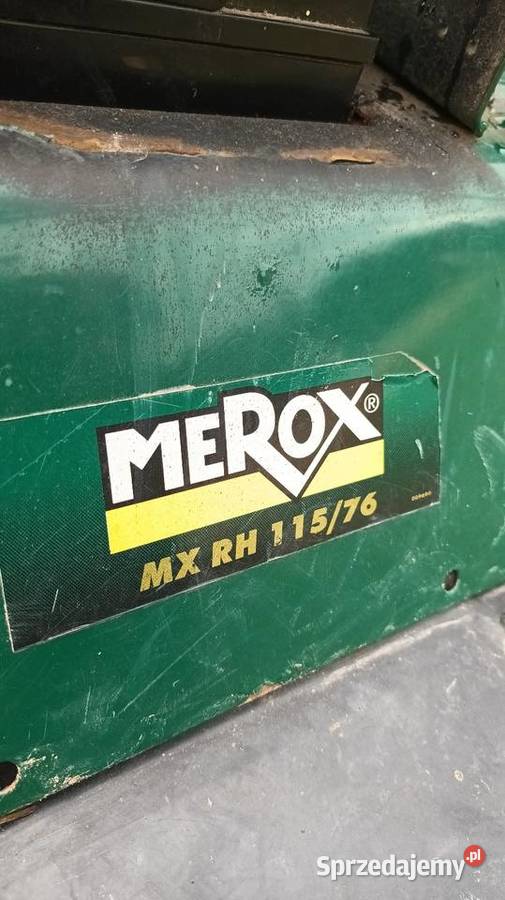 MEROX®
MX RH 115/76
Sprzedajemy.pl